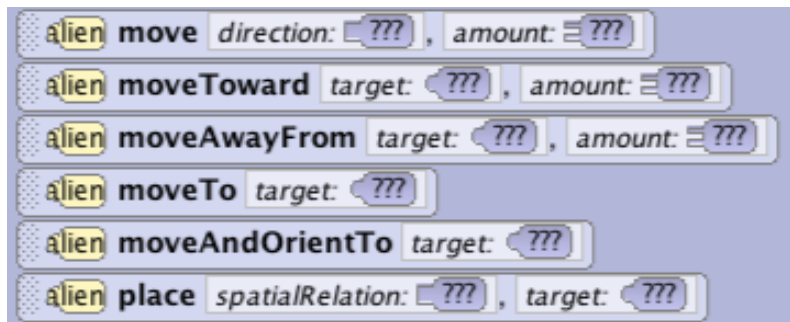 alien move direction: ??? , amount: ???
alien moveToward target: ??? , amount: ???
alien moveAwayFrom target: ??? , amount: ???
alien moveTo target: ???
alien moveAndOrientTo target: ???
alien place spatialRelation: ??? , target: ???